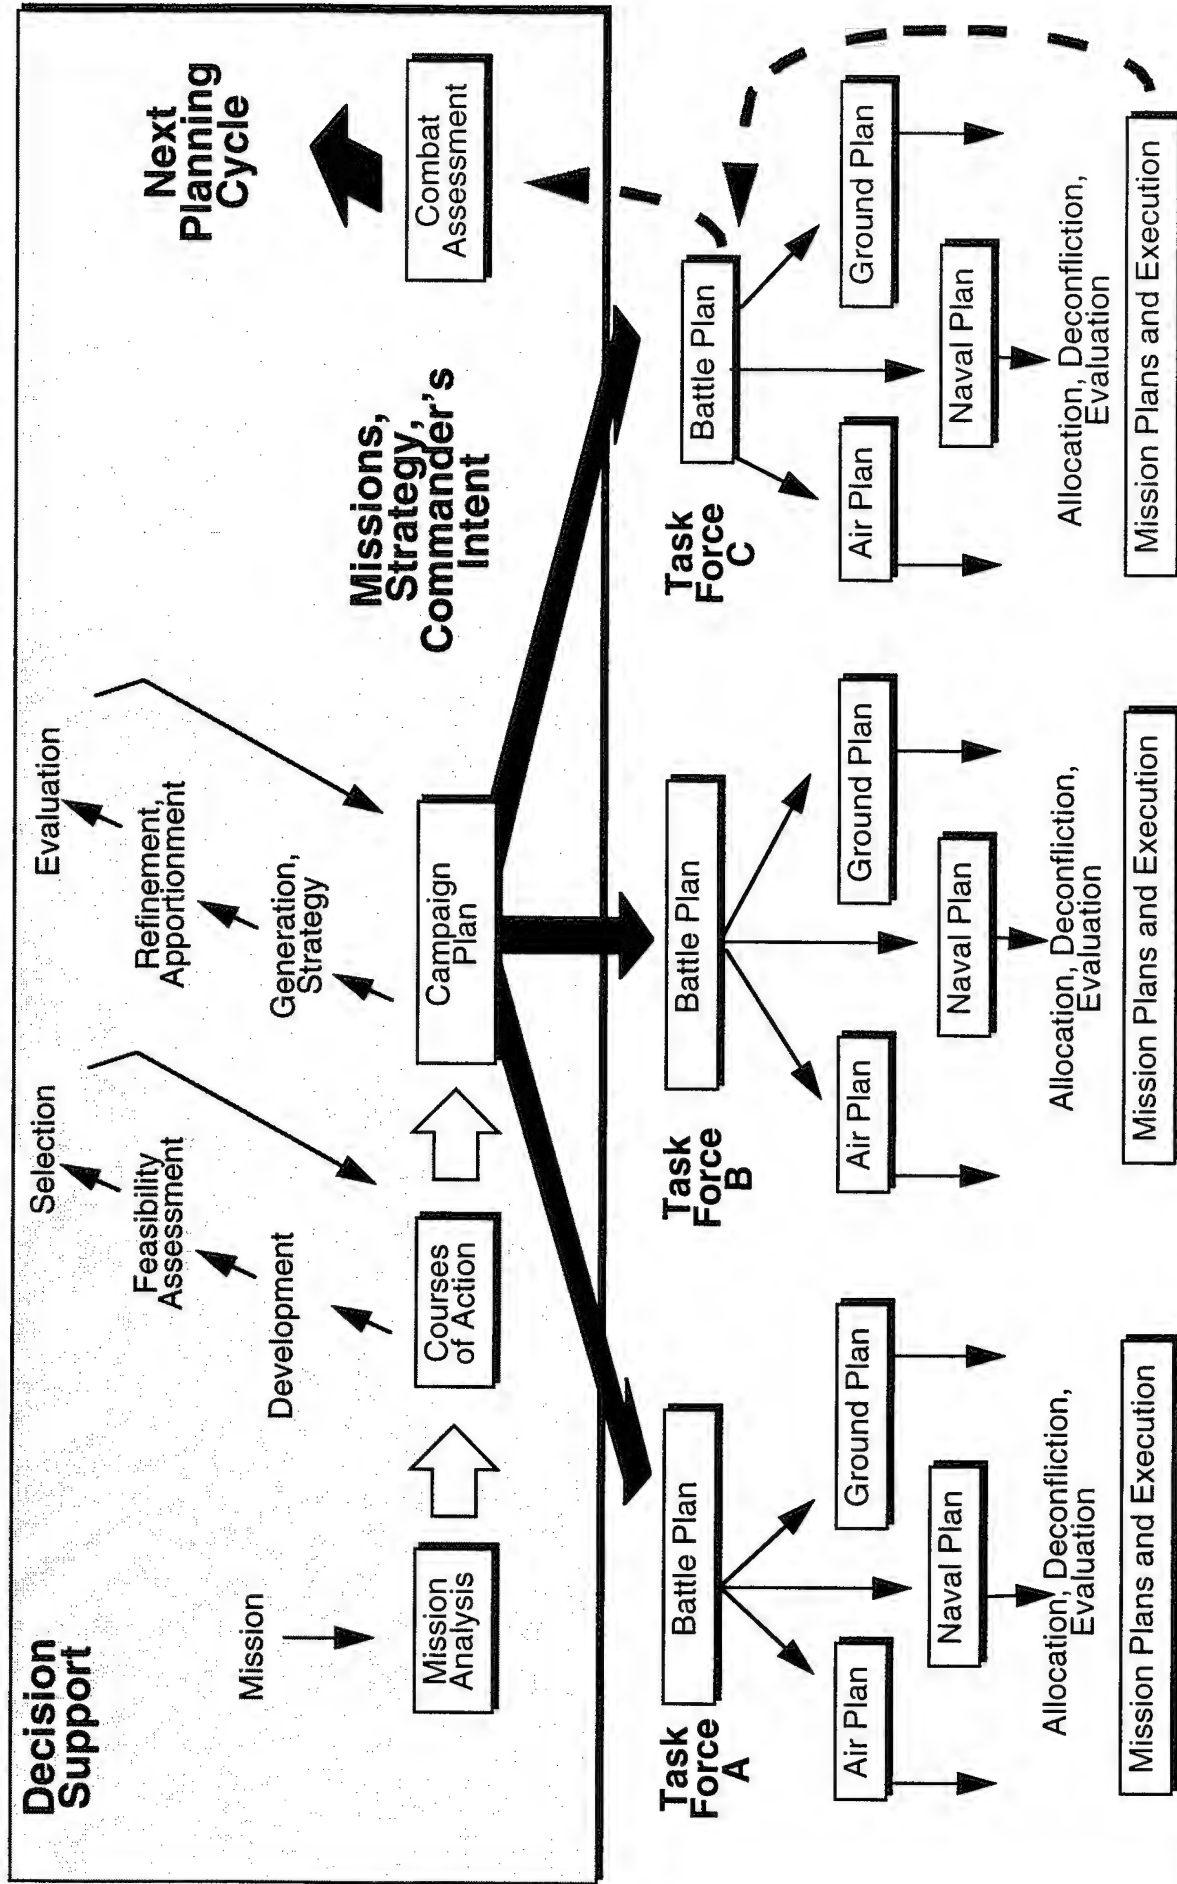 Decision
Support
Mission
Mission
Analysis
Selection
Feasibility
Assessment
Development
Courses
of Action
Evaluation
Refinement,
Apportionment
Generation,
Strategy
Campaign
Plan
Missions,
Strategy,
Commander's
Intent
Next
Planning
Cycle
Combat
Assessment
Task
Force
A
Battle Plan
Air Plan
Ground Plan
Naval Plan
Allocation, Deconfliction,
Evaluation
Mission Plans and Execution
Task
Force
B
Battle Plan
Air Plan
Ground Plan
Naval Plan
Allocation, Deconfliction,
Evaluation
Mission Plans and Execution
Task
Force
C
Battle Plan
Air Plan
Ground Plan
Naval Plan
Allocation, Deconfliction,
Evaluation
Mission Plans and Execution